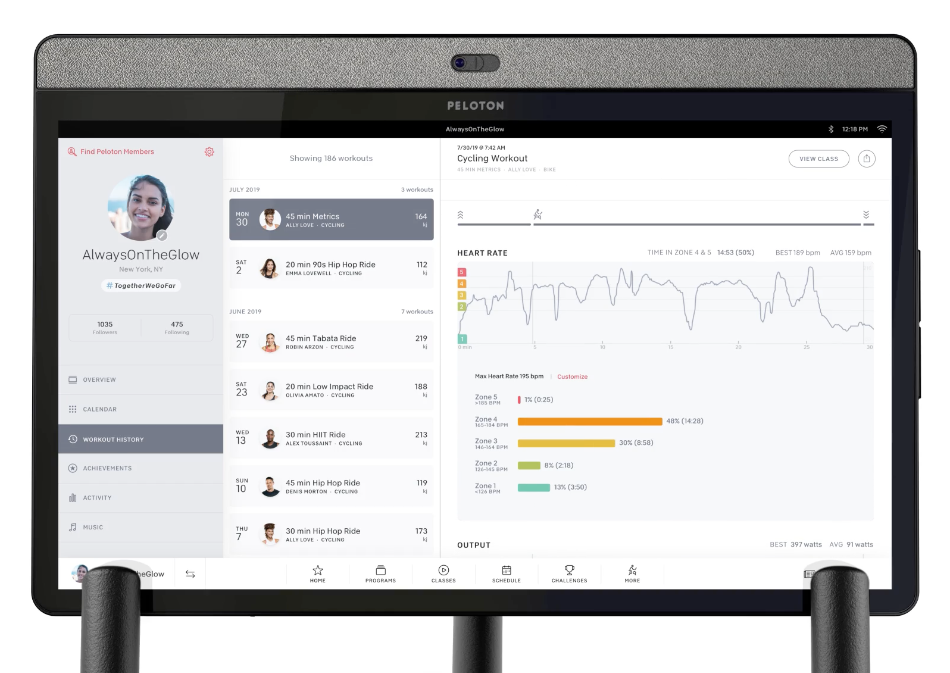 PELOTON
AlwaysOnTheGlow
12:18 PM
Find Peloton Members
AlwaysOnTheGlow
New York, NY
# TogetherWeGoFar
1035
Followers
475
Following
OVERVIEW
CALENDAR
WORKOUT HISTORY
ACHIEVEMENTS
ACTIVITY
MUSIC
Showing 186 workouts
JULY 2019 3 workouts
MON 30
45 min Metrics 164
ALLY LOVE · CYCLING kj
SAT 2
20 min 90s Hip Hop Ride 112
EMMA LOVEWELL · CYCLING kj
JUNE 2019 7 workouts
WED 27
45 min Tabata Ride 219
ROBIN ARZON · CYCLING kj
SAT 23
20 min Low Impact Ride 188
OLIVIA AMATO · CYCLING kj
WED 13
30 min HIIT Ride 213
ALEX TOUSSAINT · CYCLING kj
SUN 10
45 min Hip Hop Ride 119
DENIS MORTON · CYCLING kj
THU 7
30 min Hip Hop Ride 173
ALLY LOVE · CYCLING kj
7/30/19 @ 7:42 AM
Cycling Workout
45 MIN METRICS · ALLY LOVE · BIKE
VIEW CLASS
HEART RATE TIME IN ZONE 4 & 5 14:53 (50%) BEST 189 bpm AVG 159 bpm
5
4
3
2
1
0 min 5 10 15 20 25 30
Max Heart Rate 195 bpm | Customize
Zone 5 1% (0:25)
>185 BPM
Zone 4 48% (14:28)
165-184 BPM
Zone 3 30% (8:58)
146-164 BPM
Zone 2 8% (2:18)
126-145 BPM
Zone 1 13% (3:50)
<126 BPM
OUTPUT BEST 397 watts AVG 91 watts
theGlow
HOME
PROGRAMS
CLASSES
SCHEDULE
CHALLENGES
MORE